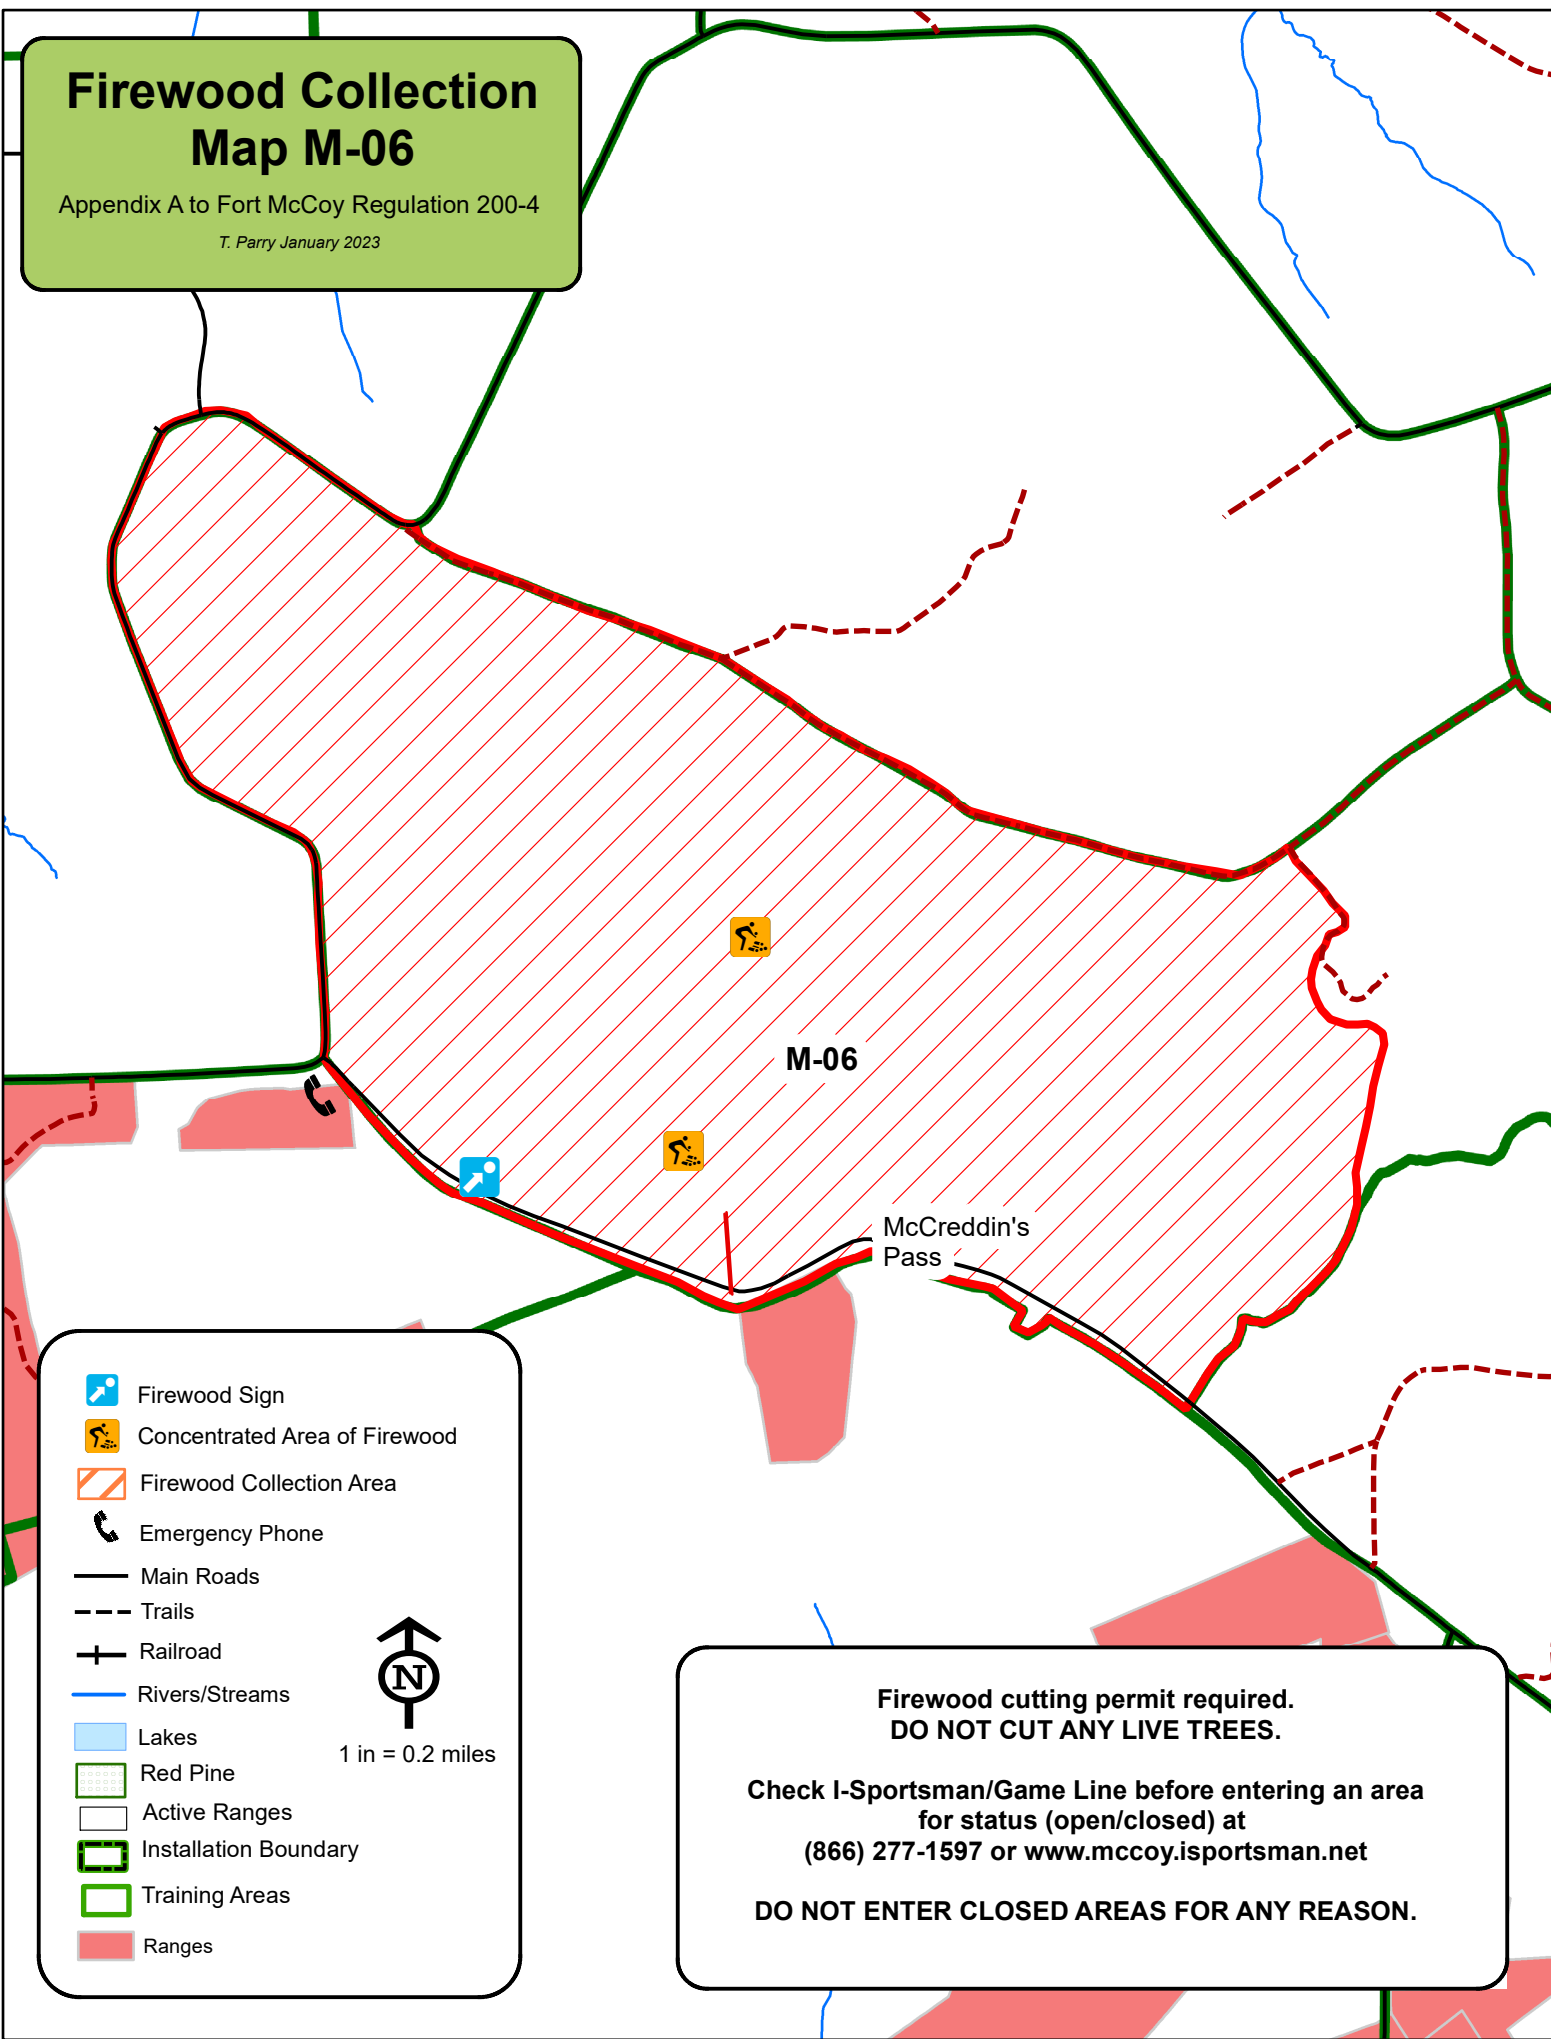 Firewood Collection
Map M-06
Appendix A to Fort McCoy Regulation 200-4
T. Parry January 2023
M-06
McCreddin's
Pass
Firewood Sign
Concentrated Area of Firewood
Firewood Collection Area
Emergency Phone
Main Roads
Trails
Railroad
Rivers/Streams
Lakes
Red Pine
Active Ranges
Installation Boundary
Training Areas
Ranges
N
1 in = 0.2 miles
Firewood cutting permit required.
DO NOT CUT ANY LIVE TREES.
Check I-Sportsman/Game Line before entering an area
for status (open/closed) at
(866) 277-1597 or www.mccoy.isportsman.net
DO NOT ENTER CLOSED AREAS FOR ANY REASON.